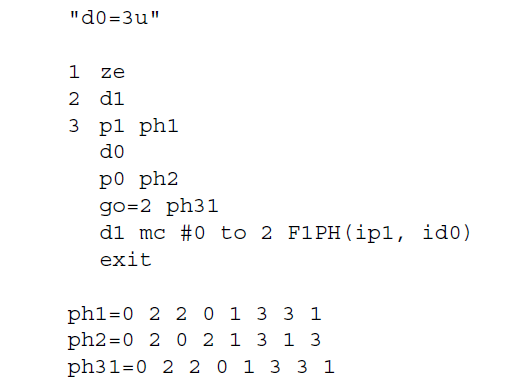 "d0=3u"
1 ze
2 d1
3 p1 ph1
d0
p0 ph2
go=2 ph31
d1 mc #0 to 2 F1PH(ip1, id0)
exit
ph1=0 2 2 0 1 3 3 1
ph2=0 2 0 2 1 3 1 3
ph31=0 2 2 0 1 3 3 1